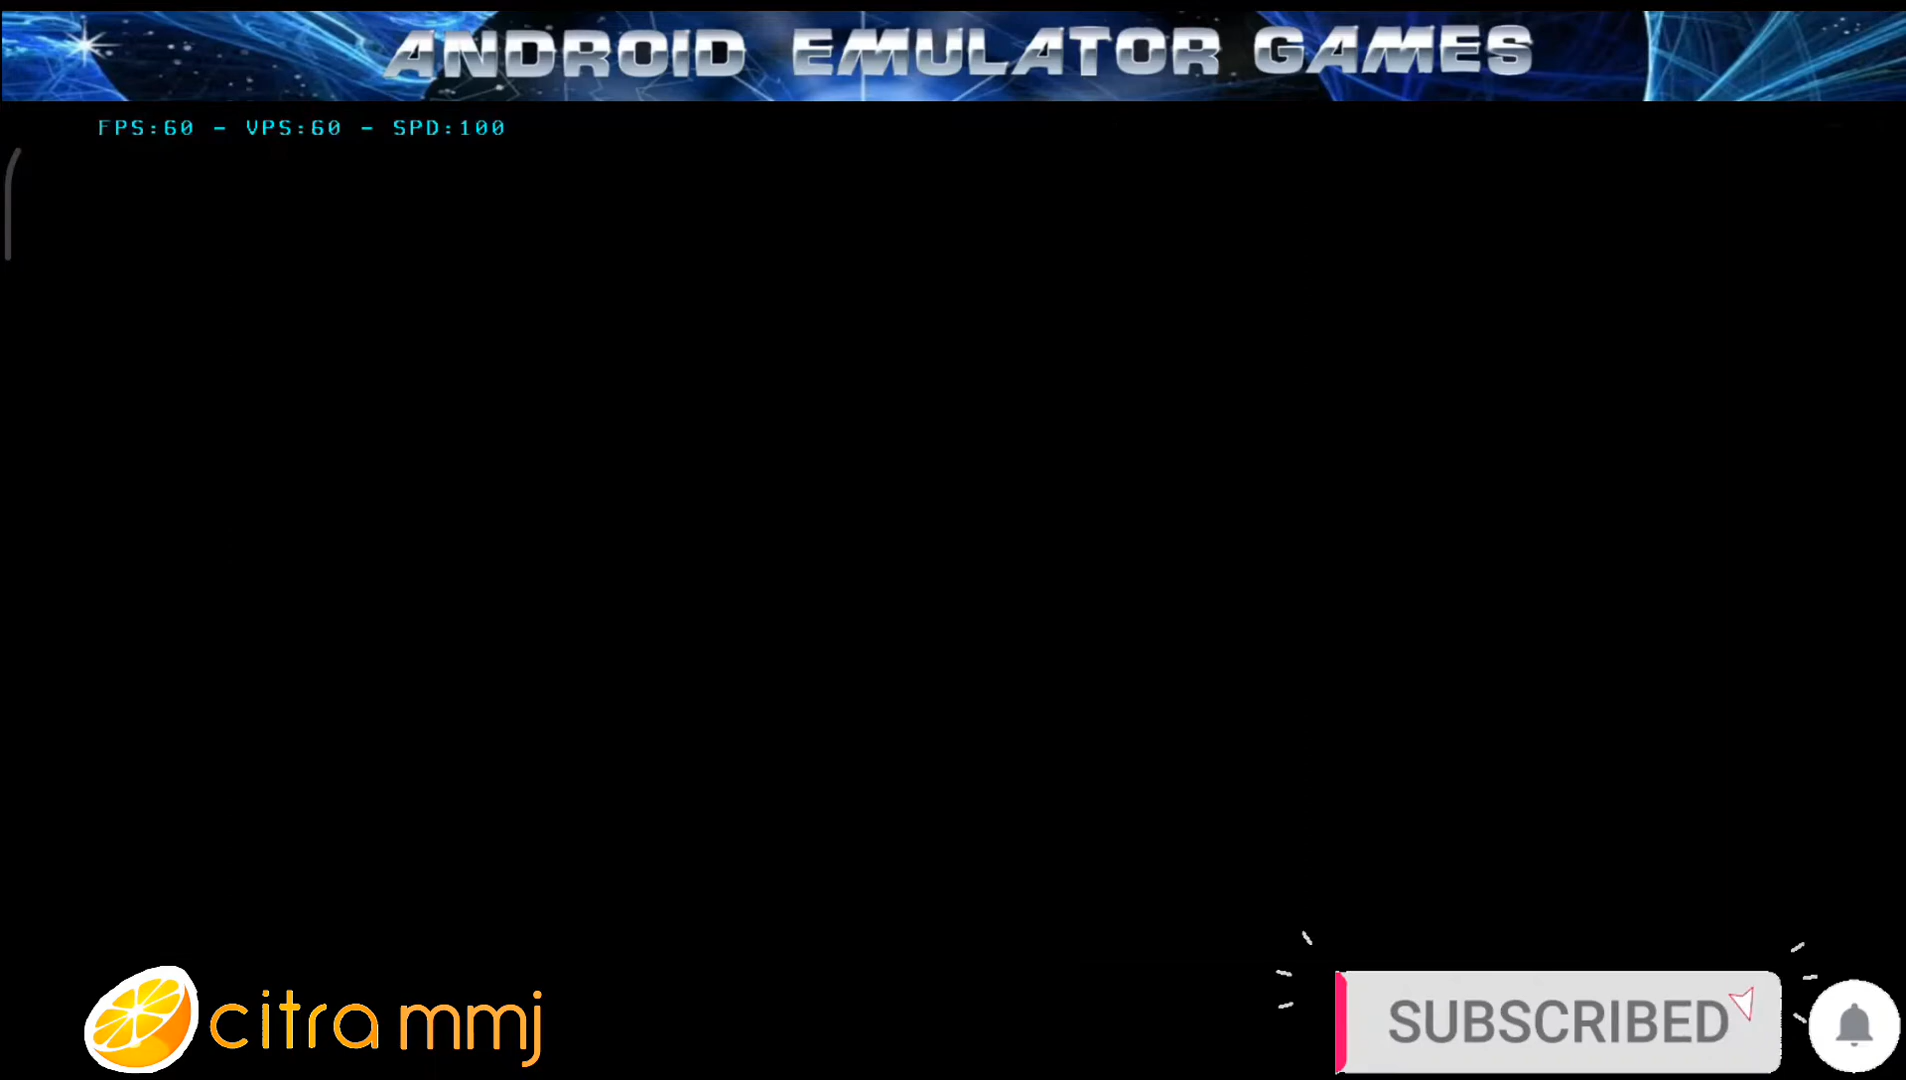 ANDROID EMULATOR GAMES
FPS:60 - VPS:60 - SPD:100
citra mmj
SUBSCRIBED